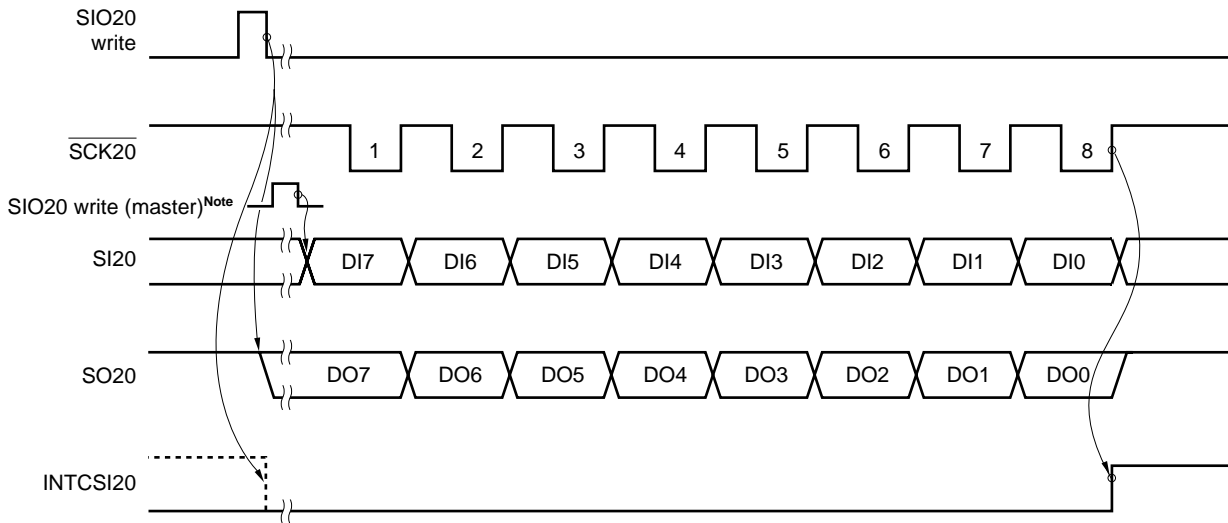 SIO20
write
SCK20
1 2 3 4 5 6 7 8
SIO20 write (master)Note
SI20
DI7 DI6 DI5 DI4 DI3 DI2 DI1 DI0
SO20
DO7 DO6 DO5 DO4 DO3 DO2 DO1 DO0
INTCSI20